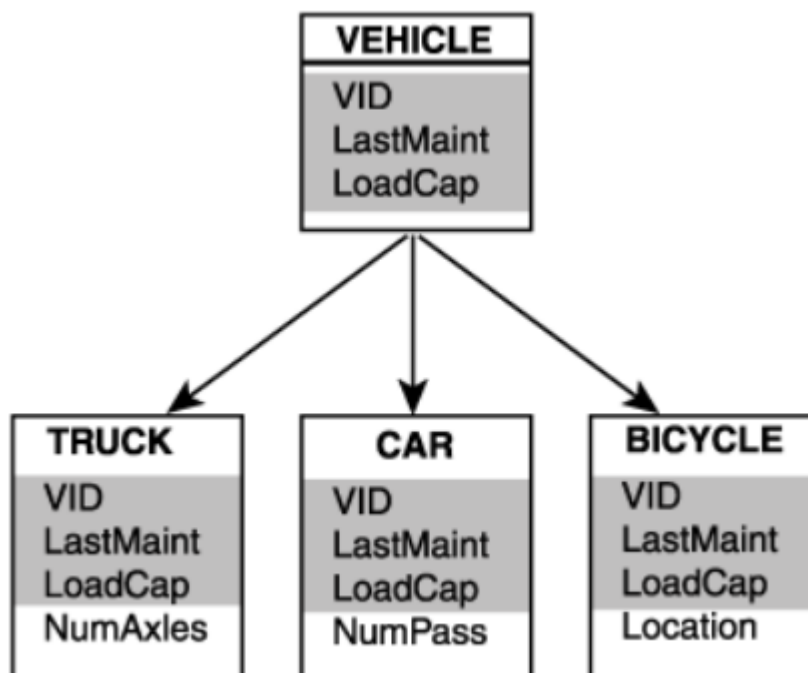 VEHICLE
VID
LastMaint
LoadCap
TRUCK
VID
LastMaint
LoadCap
NumAxles
CAR
VID
LastMaint
LoadCap
NumPass
BICYCLE
VID
LastMaint
LoadCap
Location